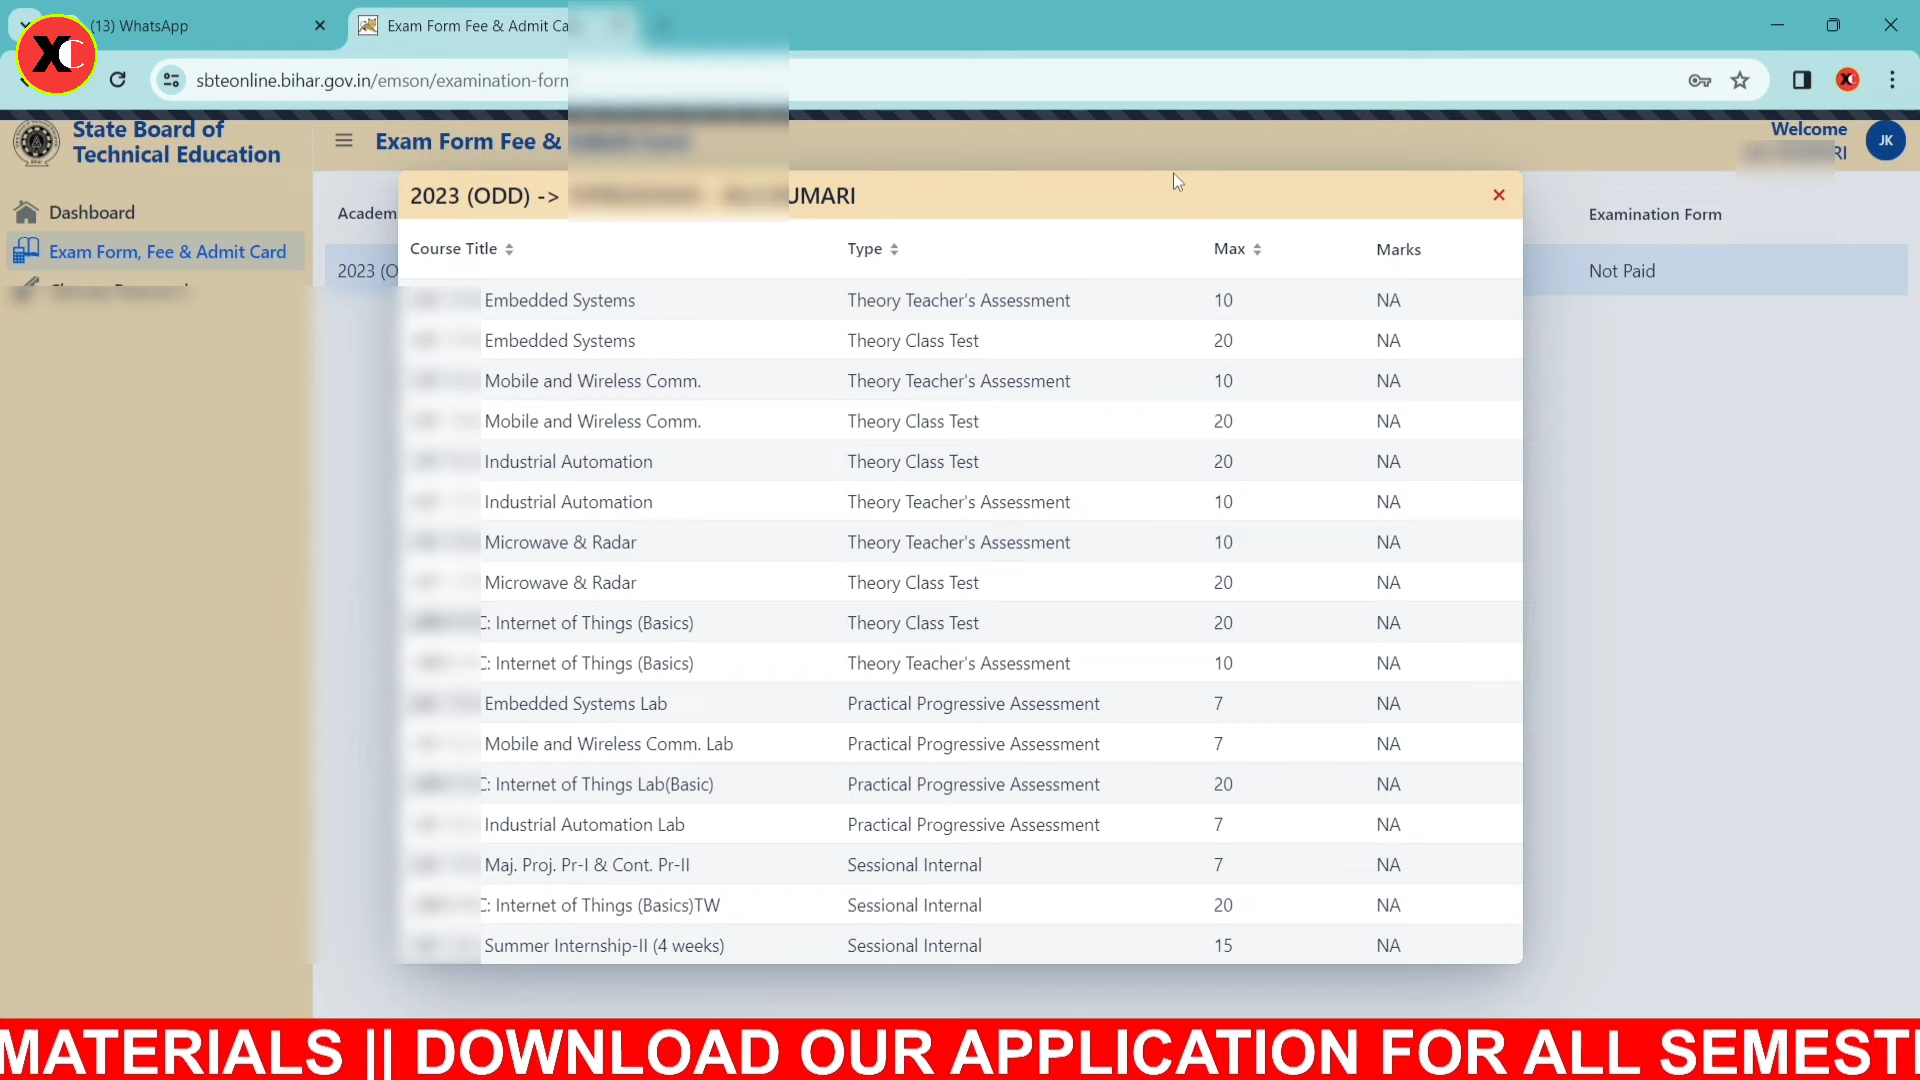 (13) WhatsApp
Exam Form Fee & Admit Ca
sbteonline.bihar.gov.in/emson/examination-form
XC
State Board of
Technical Education
Exam Form Fee &
Welcome
RI
JK
Dashboard
Exam Form, Fee & Admit Card
Academ
Examination Form
2023 (O
Not Paid
2023 (ODD) -> UMARI
Course Title Type Max Marks
Embedded Systems Theory Teacher's Assessment 10 NA
Embedded Systems Theory Class Test 20 NA
Mobile and Wireless Comm. Theory Teacher's Assessment 10 NA
Mobile and Wireless Comm. Theory Class Test 20 NA
Industrial Automation Theory Class Test 20 NA
Industrial Automation Theory Teacher's Assessment 10 NA
Microwave & Radar Theory Teacher's Assessment 10 NA
Microwave & Radar Theory Class Test 20 NA
C: Internet of Things (Basics) Theory Class Test 20 NA
C: Internet of Things (Basics) Theory Teacher's Assessment 10 NA
Embedded Systems Lab Practical Progressive Assessment 7 NA
Mobile and Wireless Comm. Lab Practical Progressive Assessment 7 NA
C: Internet of Things Lab(Basic) Practical Progressive Assessment 20 NA
Industrial Automation Lab Practical Progressive Assessment 7 NA
Maj. Proj. Pr-I & Cont. Pr-II Sessional Internal 7 NA
C: Internet of Things (Basics)TW Sessional Internal 20 NA
Summer Internship-II (4 weeks) Sessional Internal 15 NA
MATERIALS || DOWNLOAD OUR APPLICATION FOR ALL SEMEST